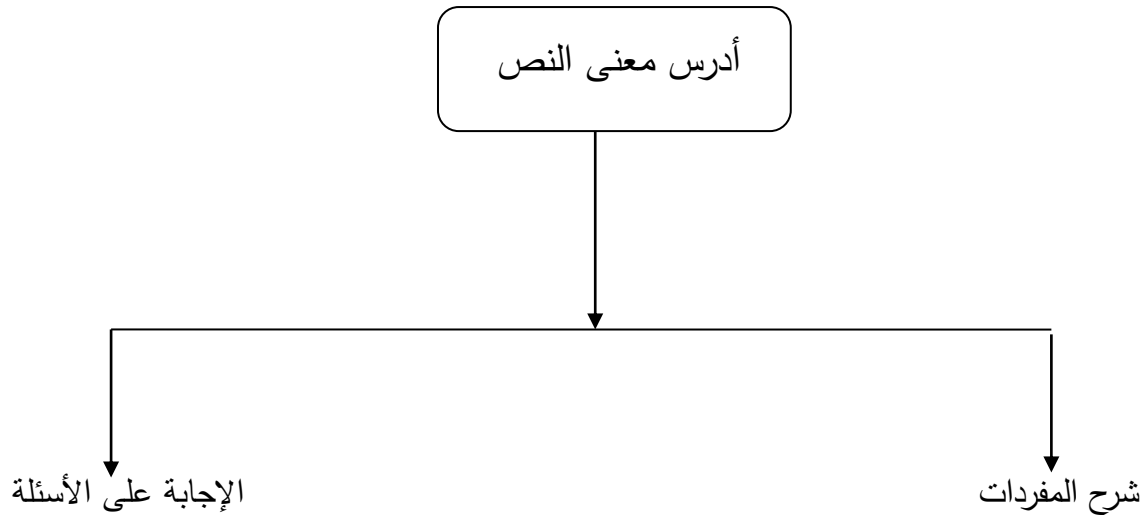 أدرس معنى النص
شرح المفردات
الإجابة على الأسئلة